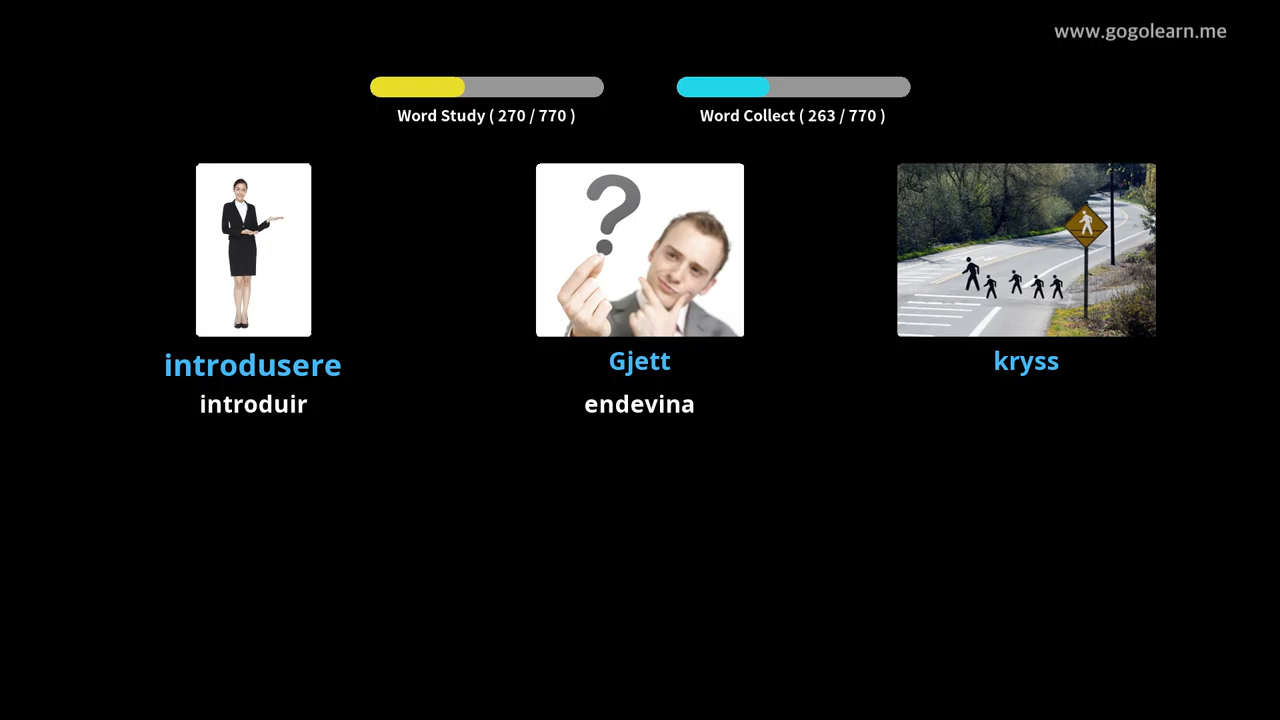 www.gogolearn.me
Word Study ( 270 / 770 )
Word Collect ( 263 / 770 )
introdusere
Gjett
kryss
introduir
endevina